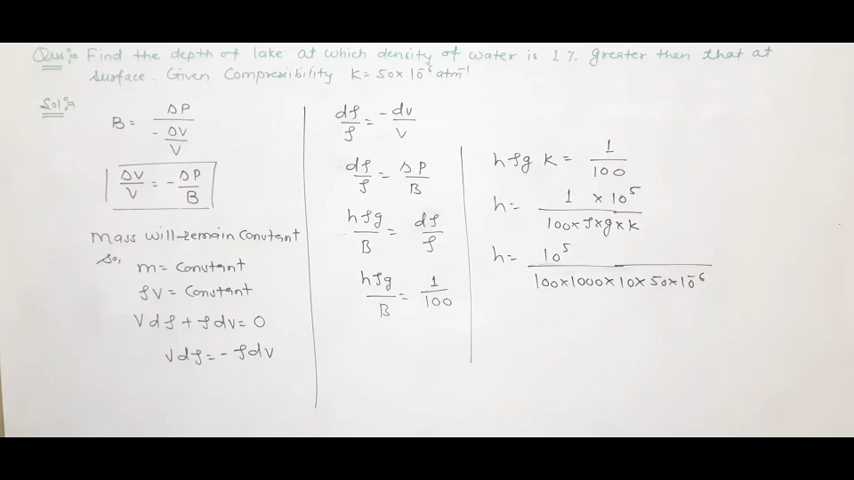 Que:- Find the depth of lake at which density of water is 1% greater then that at
surface. Given Compressibility K = 50×10⁻⁶ atm⁻¹
Sol:-
B = ΔP / (-ΔV/V)
ΔV/V = -ΔP/B
Mass will remain Constant
So,
m = Constant
ρV = Constant
Vdρ + ρdv = 0
Vdρ = -ρdV
dρ/ρ = -dv/V
dρ/ρ = ΔP/B
hρg/B = dρ/ρ
hρg/B = 1/100
hρg K = 1/100
h = 1 × 10⁵ / 100×ρ×g×K
h = 10⁵ / 100×1000×10×50×10⁻⁶